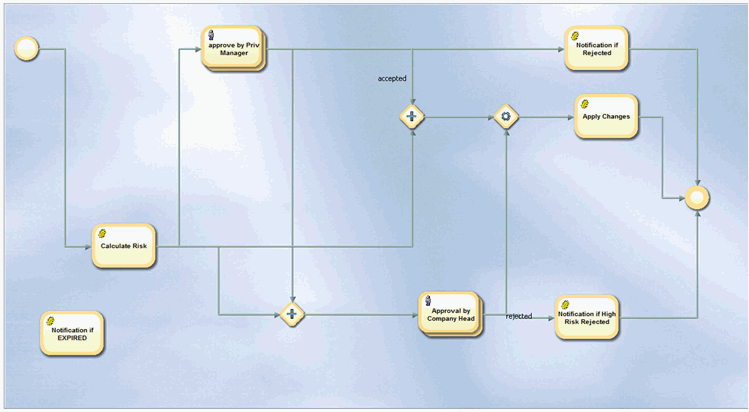 approve by Priv
Manager
Notification if
Rejected
accepted
Apply Changes
Calculate Risk
Approval by
Company Head
rejected
Notification if High
Risk Rejected
Notification if
EXPIRED